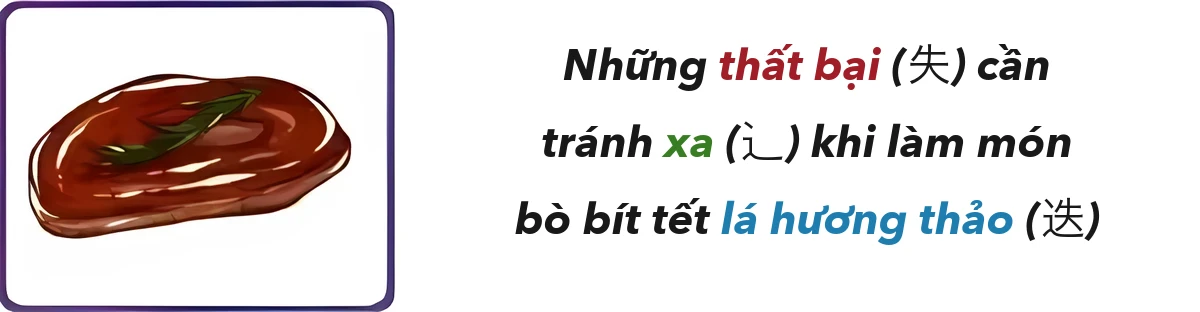 Những thất bại (失) cần
tránh xa (辶) khi làm món
bò bít tết lá hương thảo (迭)